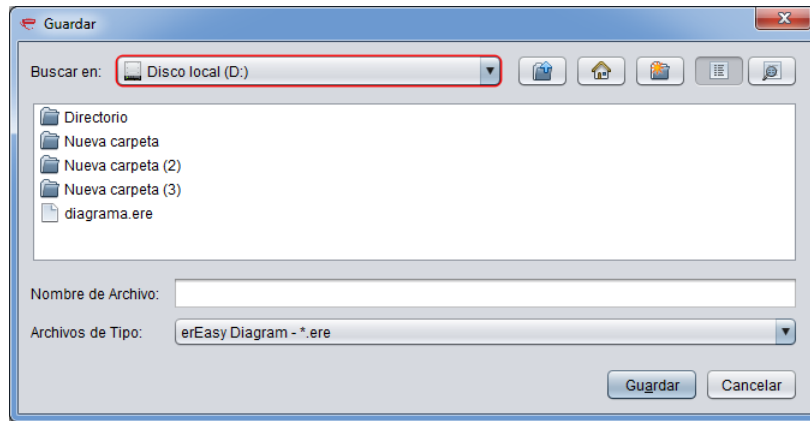 Guardar
Buscar en: Disco local (D:)
Directorio
Nueva carpeta
Nueva carpeta (2)
Nueva carpeta (3)
diagrama.ere
Nombre de Archivo:
Archivos de Tipo: erEasy Diagram - *.ere
Guardar Cancelar